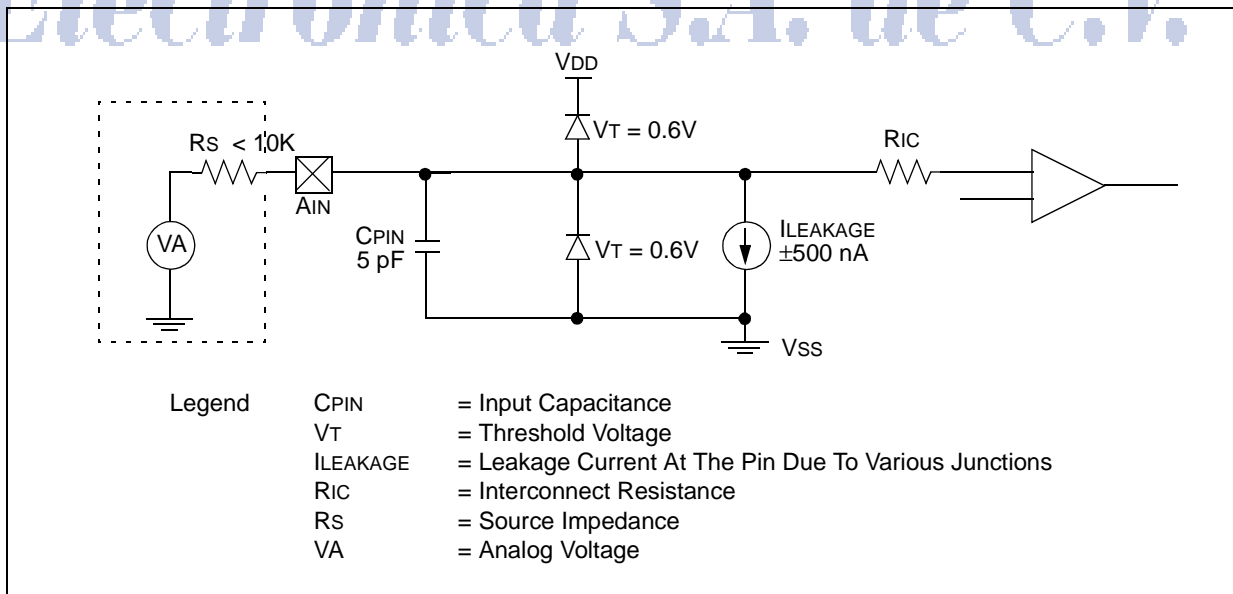 Electrónica S.A. de C.V.
VDD
VT = 0.6V
RS < 10K
RIC
AIN
VA
CPIN
5 pF
VT = 0.6V
ILEAKAGE
±500 nA
VSS
Legend CPIN = Input Capacitance
VT = Threshold Voltage
ILEAKAGE = Leakage Current At The Pin Due To Various Junctions
RIC = Interconnect Resistance
RS = Source Impedance
VA = Analog Voltage